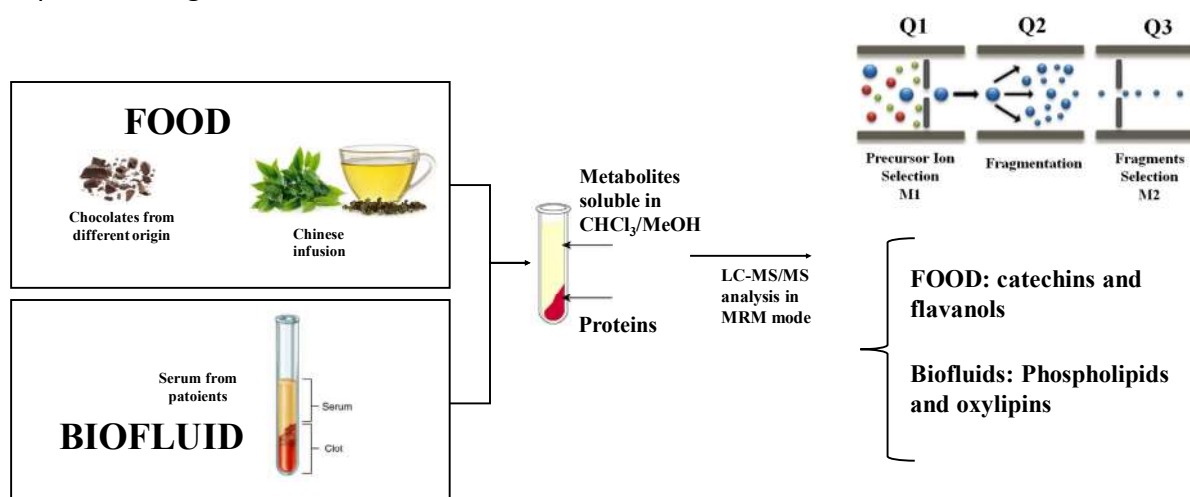 Q1
Q2
Q3
Precursor Ion
Selection
M1
Fragmentation
Fragments
Selection
M2
FOOD
Chocolates from
different origin
Chinese
infusion
Metabolites
soluble in
CHCl₃/MeOH
Proteins
LC-MS/MS
analysis in
MRM mode
FOOD: catechins and
flavanols
Biofluids: Phospholipids
and oxylipins
Serum from
patoients
BIOFLUID
Serum
Clot